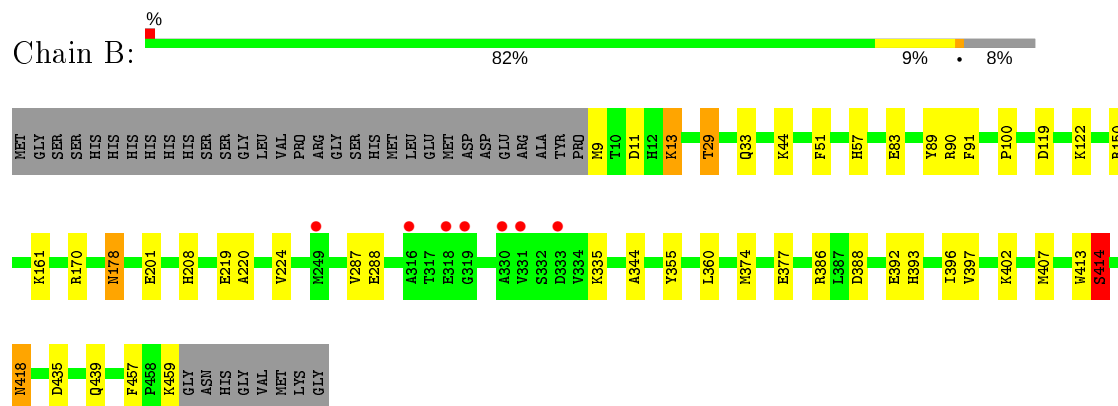 %
Chain B:
82% 9% • 8%
MET GLY SER SER HIS HIS HIS HIS HIS HIS SER SER GLY LEU VAL PRO ARG GLY SER HIS MET LEU GLU MET ASP ASP GLU ARG ALA TYR PRO M9 T10 D11 H12 K13 T29 Q33 K44 F51 H57 E83 Y89 R90 F91 P100 D119 K122
K161 R170 N178 E201 H208 E219 A220 V224 M249 V287 E288 A316 T317 E318 G319 A330 V331 S332 D333 V334 K335 A344 Y355 L360 M374 E377 R386 L387 D388 E392 H393 I396 V397 K402 M407 W413 S414
N418 D435 Q439 F457 P458 K459 GLY ASN HIS GLY VAL MET LYS GLY